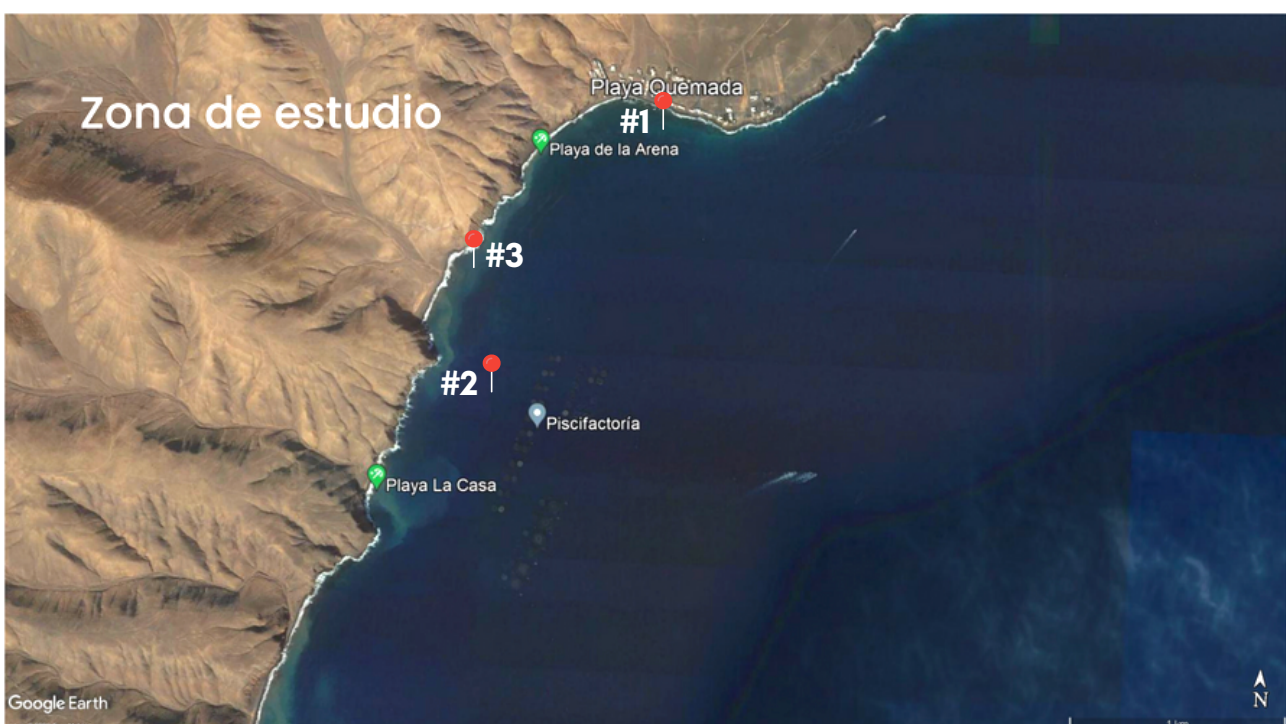 Zona de estudio
Playa Quemada
#1
Playa de la Arena
#3
#2
Piscifactoría
Playa La Casa
Google Earth
N